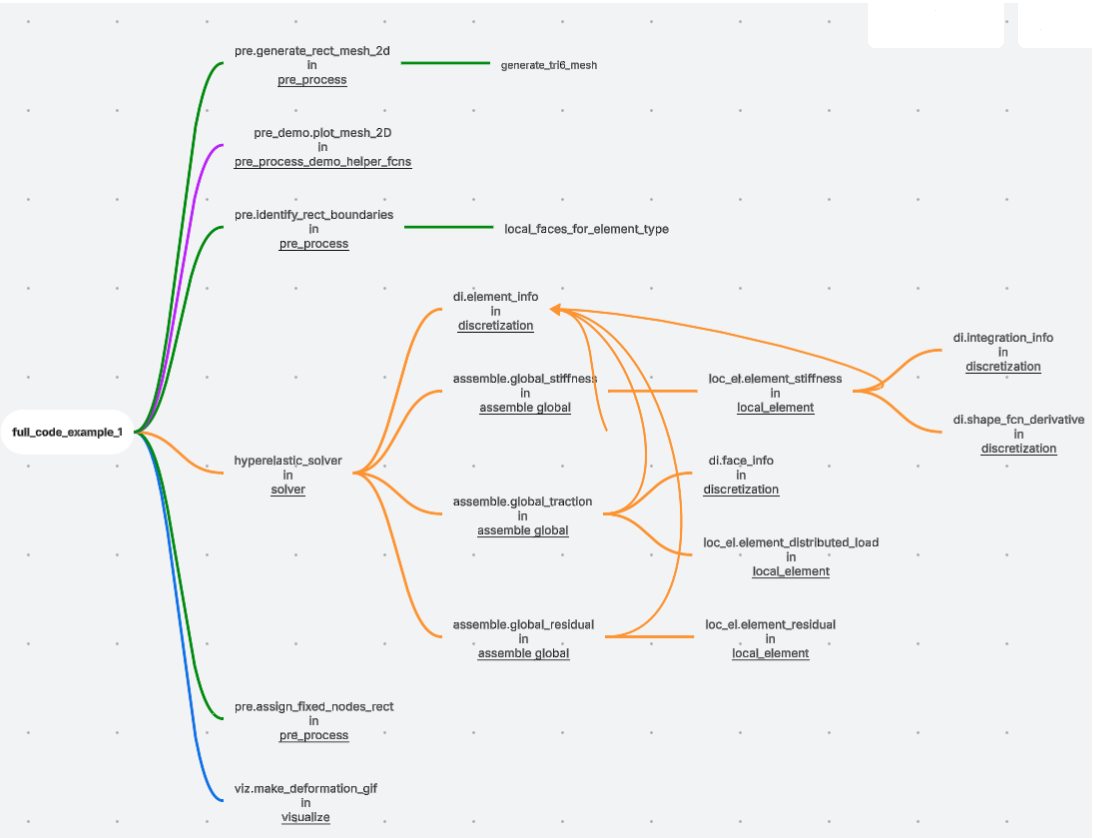 pre.generate_rect_mesh_2d
in
pre_process
generate_tri6_mesh
pre_demo.plot_mesh_2D
in
pre_process_demo_helper_fcns
pre.identify_rect_boundaries
in
pre_process
local_faces_for_element_type
di.element_info
in
discretization
di.integration_info
in
discretization
assemble.global_stiffness
in
assemble global
loc_el.element_stiffness
in
local_element
di.shape_fcn_derivative
in
discretization
full_code_example_1
hyperelastic_solver
in
solver
di.face_info
in
discretization
assemble.global_traction
in
assemble global
loc_el.element_distributed_load
in
local_element
assemble.global_residual
in
assemble global
loc_el.element_residual
in
local_element
pre.assign_fixed_nodes_rect
in
pre_process
viz.make_deformation_gif
in
visualize